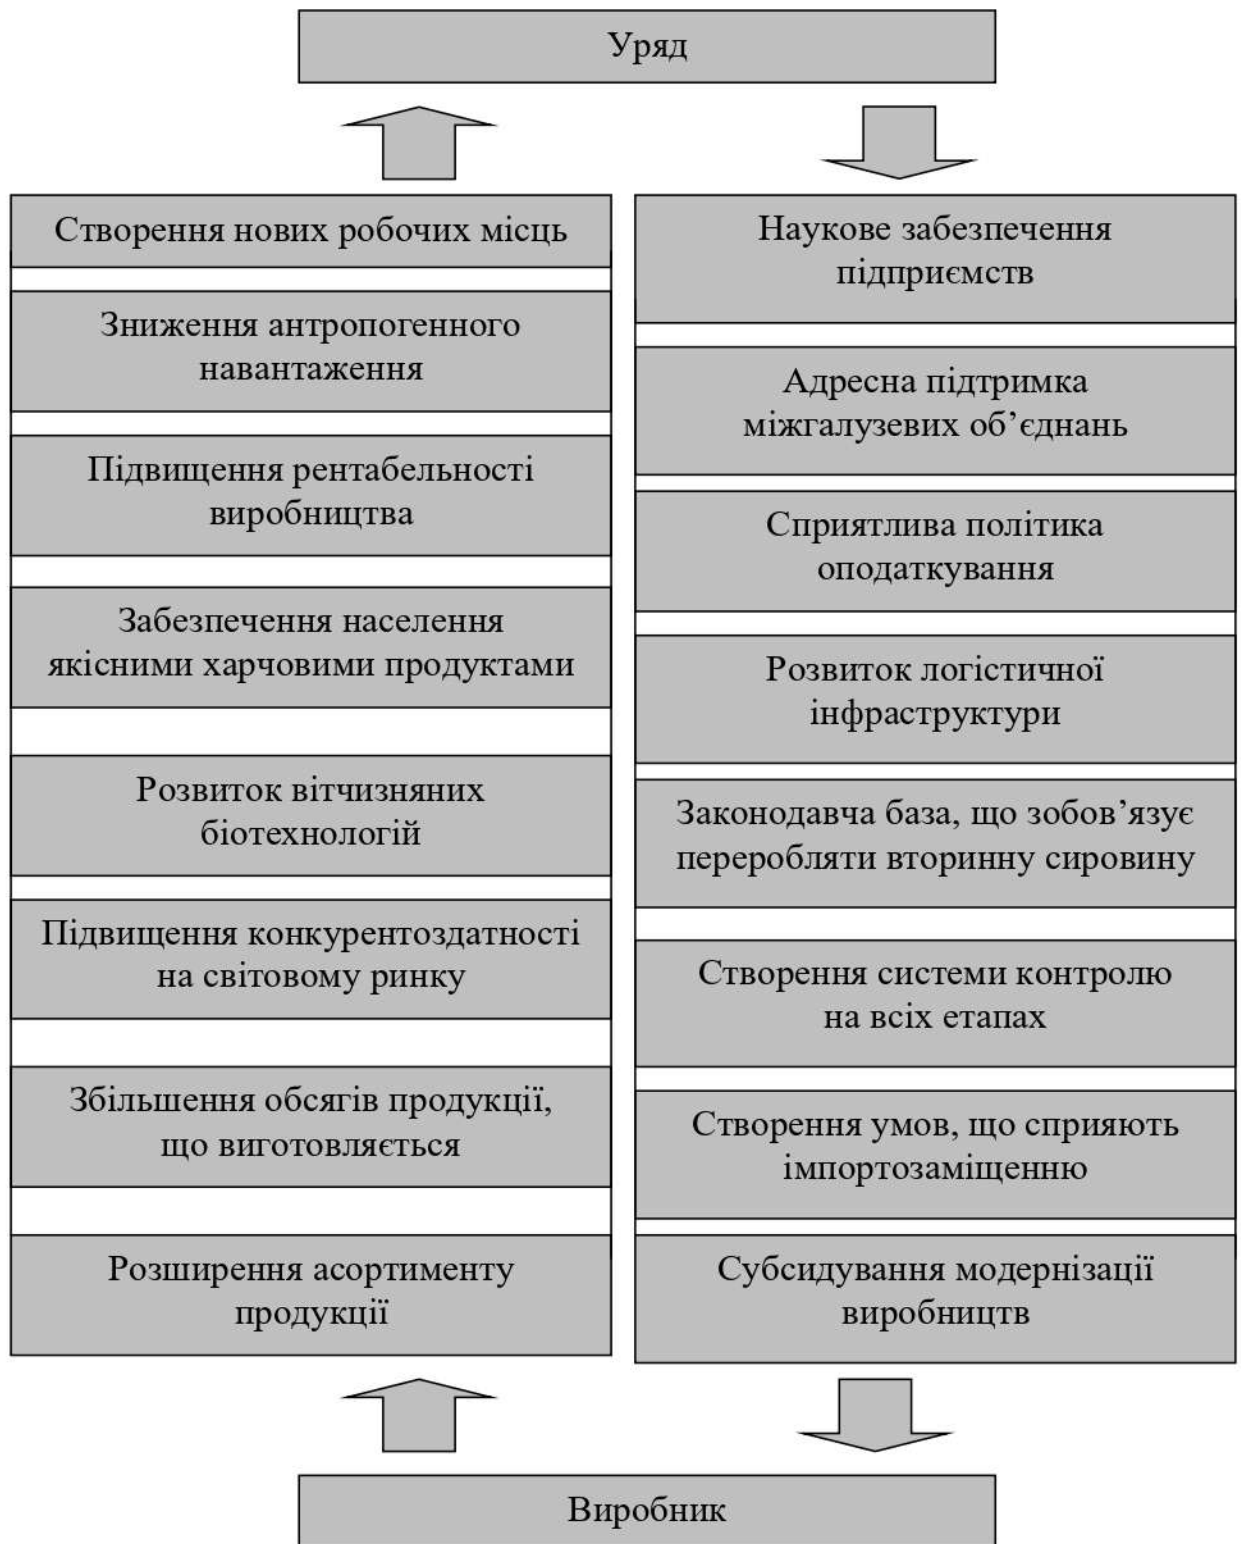 Уряд
Створення нових робочих місць
Зниження антропогенного
навантаження
Підвищення рентабельності
виробництва
Забезпечення населення
якісними харчовими продуктами
Розвиток вітчизняних
біотехнологій
Підвищення конкурентоздатності
на світовому ринку
Збільшення обсягів продукції,
що виготовляється
Розширення асортименту
продукції
Наукове забезпечення
підприємств
Адресна підтримка
міжгалузевих об’єднань
Сприятлива політика
оподаткування
Розвиток логістичної
інфраструктури
Законодавча база, що зобов’язує
переробляти вторинну сировину
Створення системи контролю
на всіх етапах
Створення умов, що сприяють
імпортозаміщенню
Субсидування модернізації
виробництв
Виробник